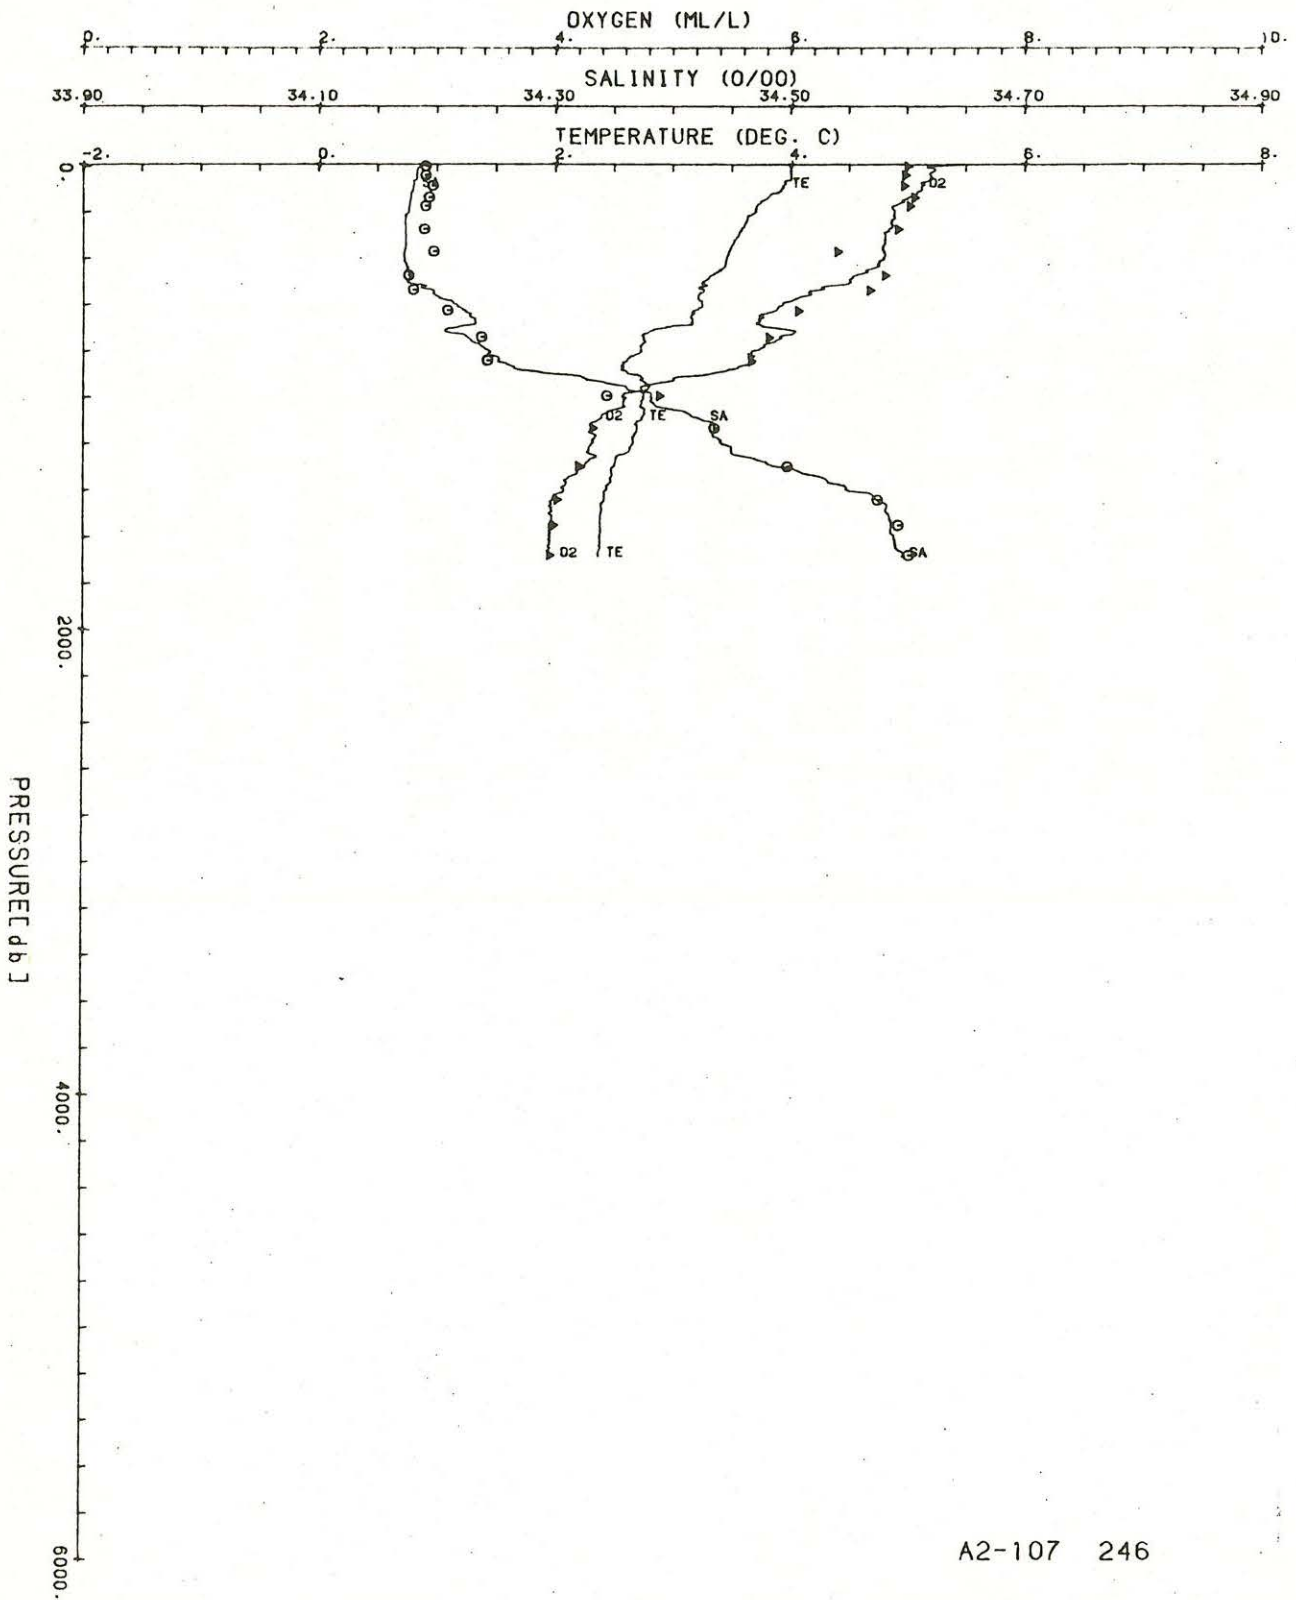 OXYGEN (ML/L)
0. 2. 4. 6. 8. 10.
SALINITY (0/00)
33.90 34.10 34.30 34.50 34.70 34.90
TEMPERATURE (DEG. C)
-2. 0. 2. 4. 6. 8.
0.
SA TE O2
O2 TE SA
O2 TE SA
2000.
PRESSURE[db]
4000.
6000.
A2-107 246